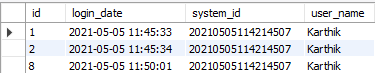 id login_date system_id user_name
1 2021-05-05 11:45:33 20210505114214507 Karthik
2 2021-05-05 11:45:34 20210505114214507 Karthik
8 2021-05-05 11:50:01 20210505114214507 Karthik